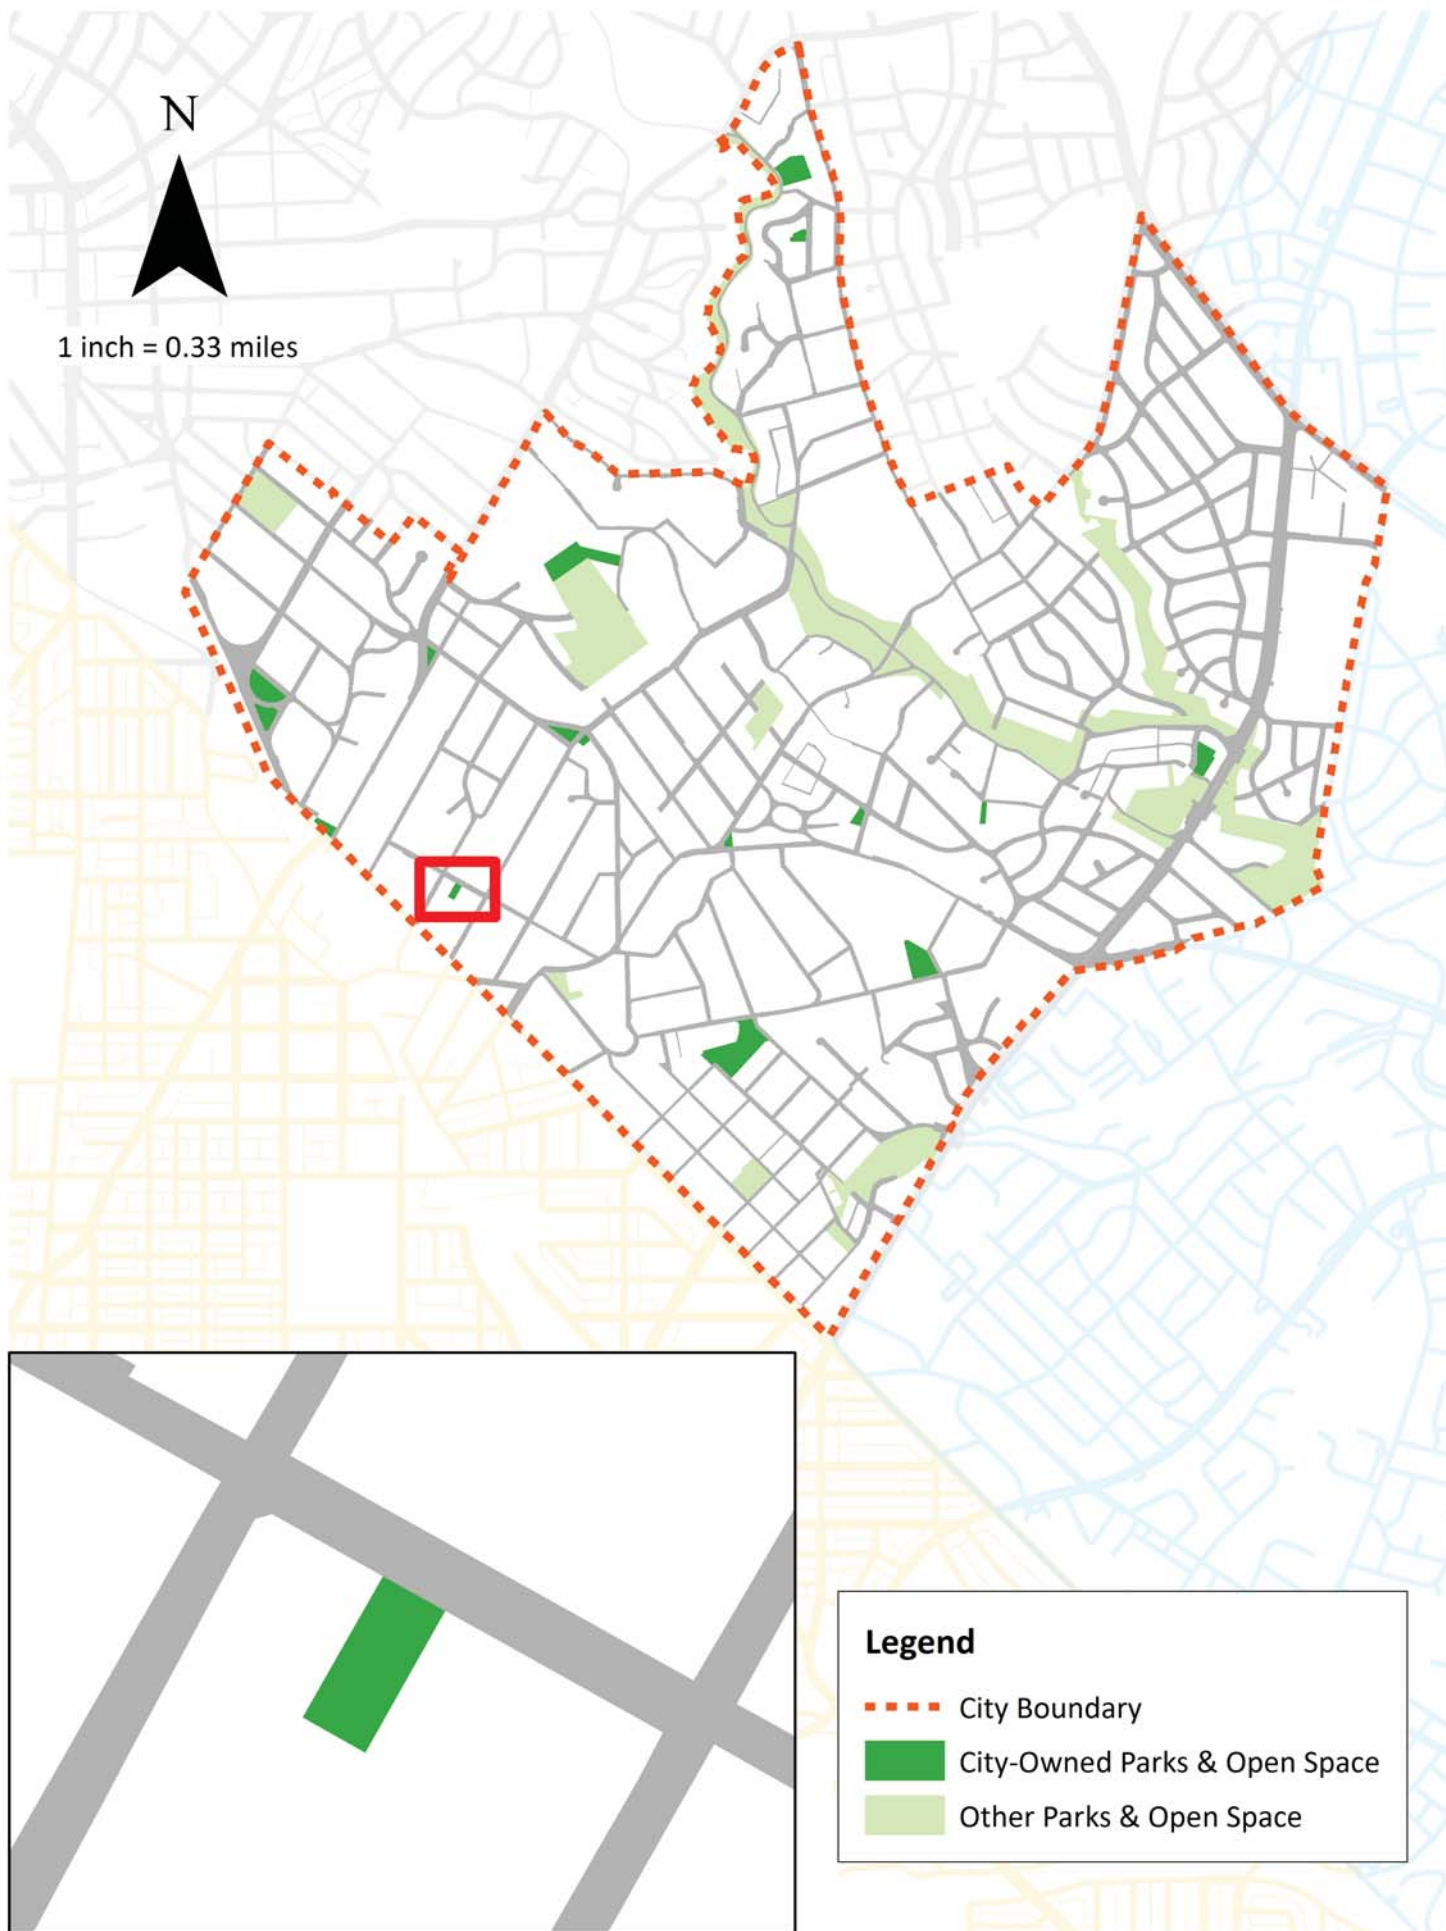 N
1 inch = 0.33 miles
Legend
City Boundary
City-Owned Parks & Open Space
Other Parks & Open Space